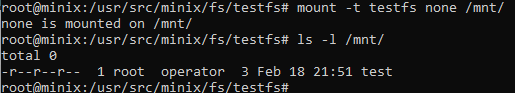 root@minix:/usr/src/minix/fs/testfs# mount -t testfs none /mnt/
none is mounted on /mnt/
root@minix:/usr/src/minix/fs/testfs# ls -l /mnt/
total 0
-r--r--r--  1 root  operator  3 Feb 18 21:51 test
root@minix:/usr/src/minix/fs/testfs#